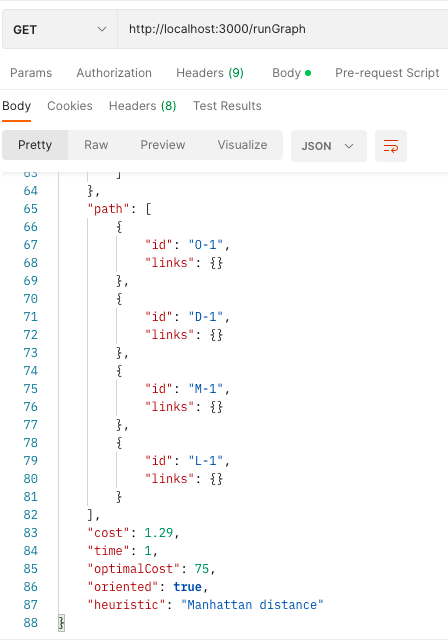 GET http://localhost:3000/runGraph
Params Authorization Headers (9) Body Pre-request Script
Body Cookies Headers (8) Test Results
Pretty Raw Preview Visualize JSON
63 ]
64 },
65 "path": [
66 {
67 "id": "O-1",
68 "links": {}
69 },
70 {
71 "id": "D-1",
72 "links": {}
73 },
74 {
75 "id": "M-1",
76 "links": {}
77 },
78 {
79 "id": "L-1",
80 "links": {}
81 }
82 ],
83 "cost": 1.29,
84 "time": 1,
85 "optimalCost": 75,
86 "oriented": true,
87 "heuristic": "Manhattan distance"
88 }